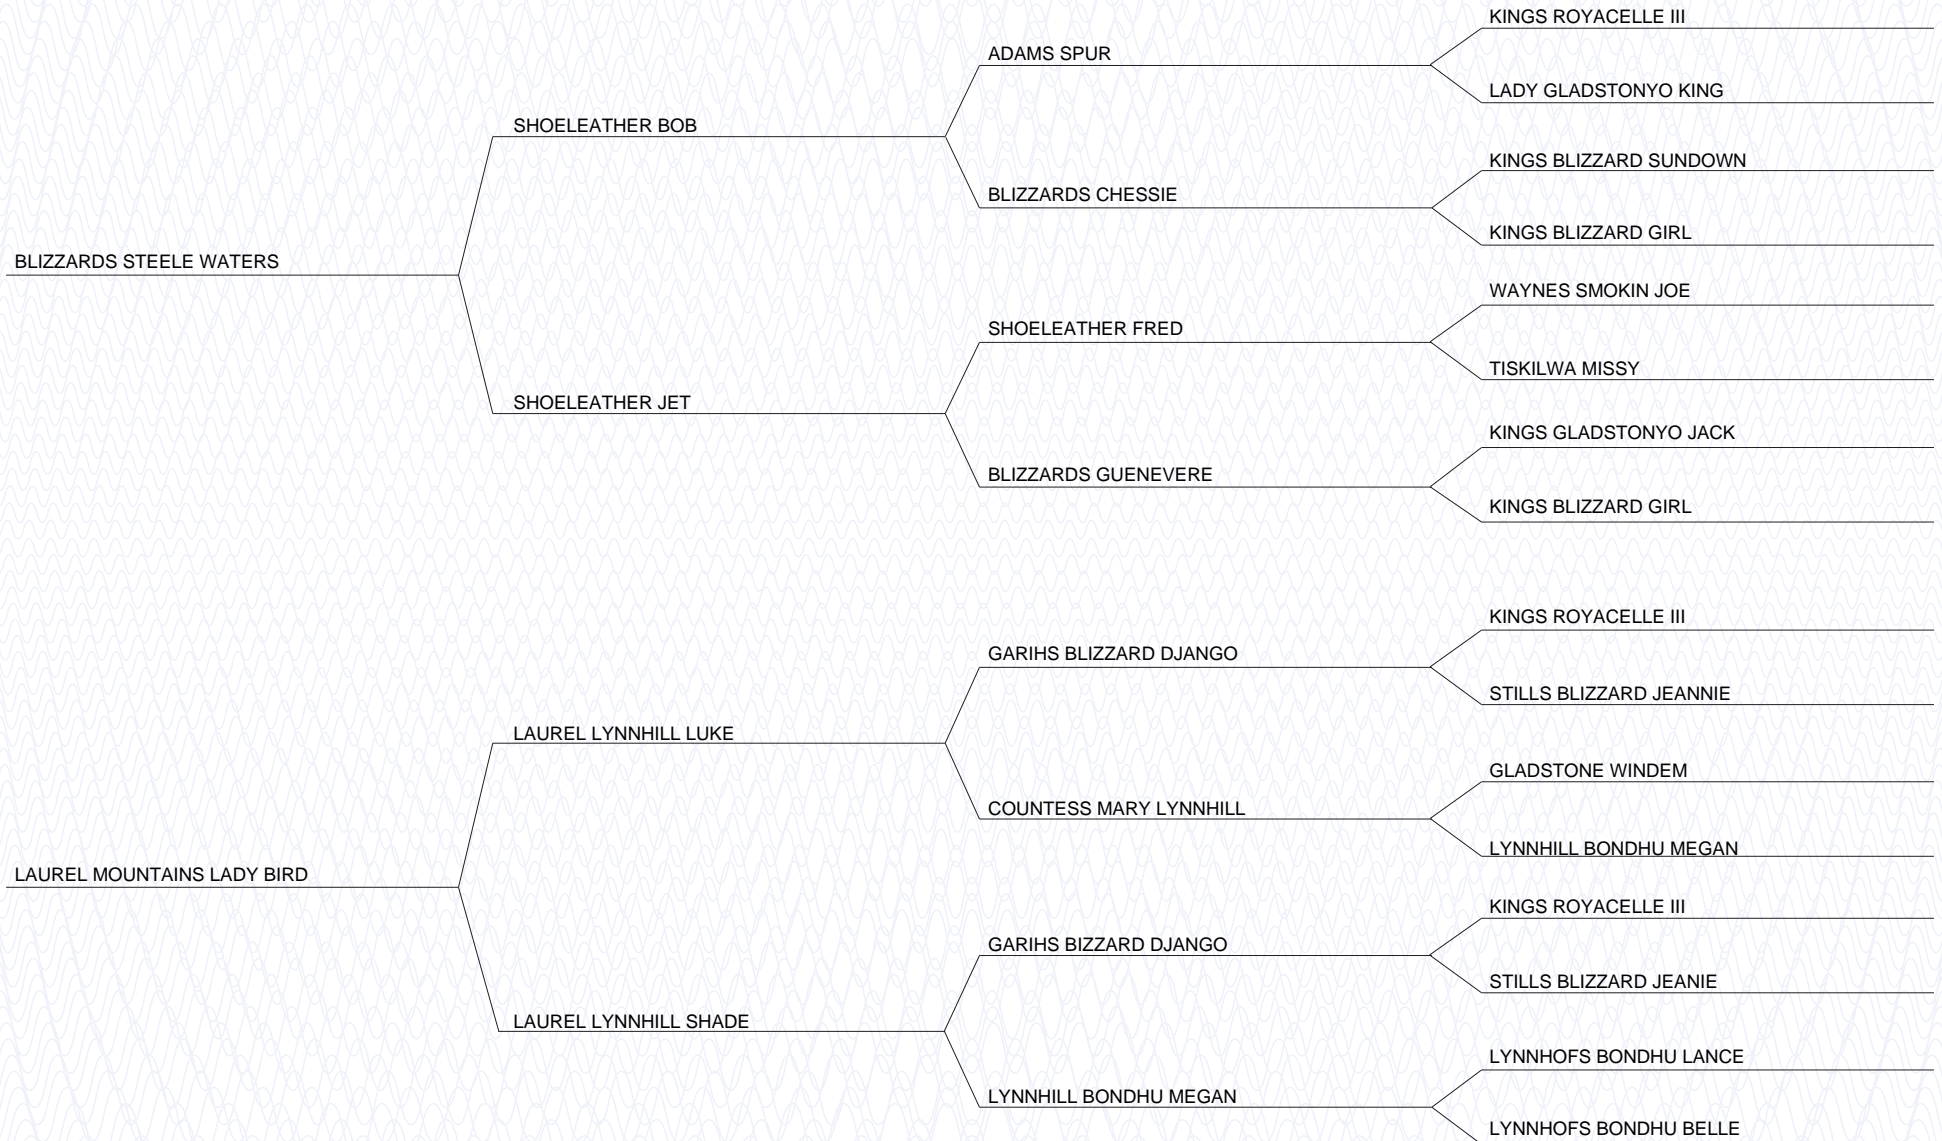 KINGS ROYACELLE III
ADAMS SPUR
LADY GLADSTONYO KING
SHOELEATHER BOB
KINGS BLIZZARD SUNDOWN
BLIZZARDS CHESSIE
KINGS BLIZZARD GIRL
BLIZZARDS STEELE WATERS
WAYNES SMOKIN JOE
SHOELEATHER FRED
TISKILWA MISSY
SHOELEATHER JET
KINGS GLADSTONYO JACK
BLIZZARDS GUENEVERE
KINGS BLIZZARD GIRL
KINGS ROYACELLE III
GARIHS BLIZZARD DJANGO
STILLS BLIZZARD JEANNIE
LAUREL LYNNHILL LUKE
GLADSTONE WINDEM
COUNTESS MARY LYNNHILL
LYNNHILL BONDHU MEGAN
LAUREL MOUNTAINS LADY BIRD
KINGS ROYACELLE III
GARIHS BIZZARD DJANGO
STILLS BLIZZARD JEANIE
LAUREL LYNNHILL SHADE
LYNNHOFS BONDHU LANCE
LYNNHILL BONDHU MEGAN
LYNNHOFS BONDHU BELLE